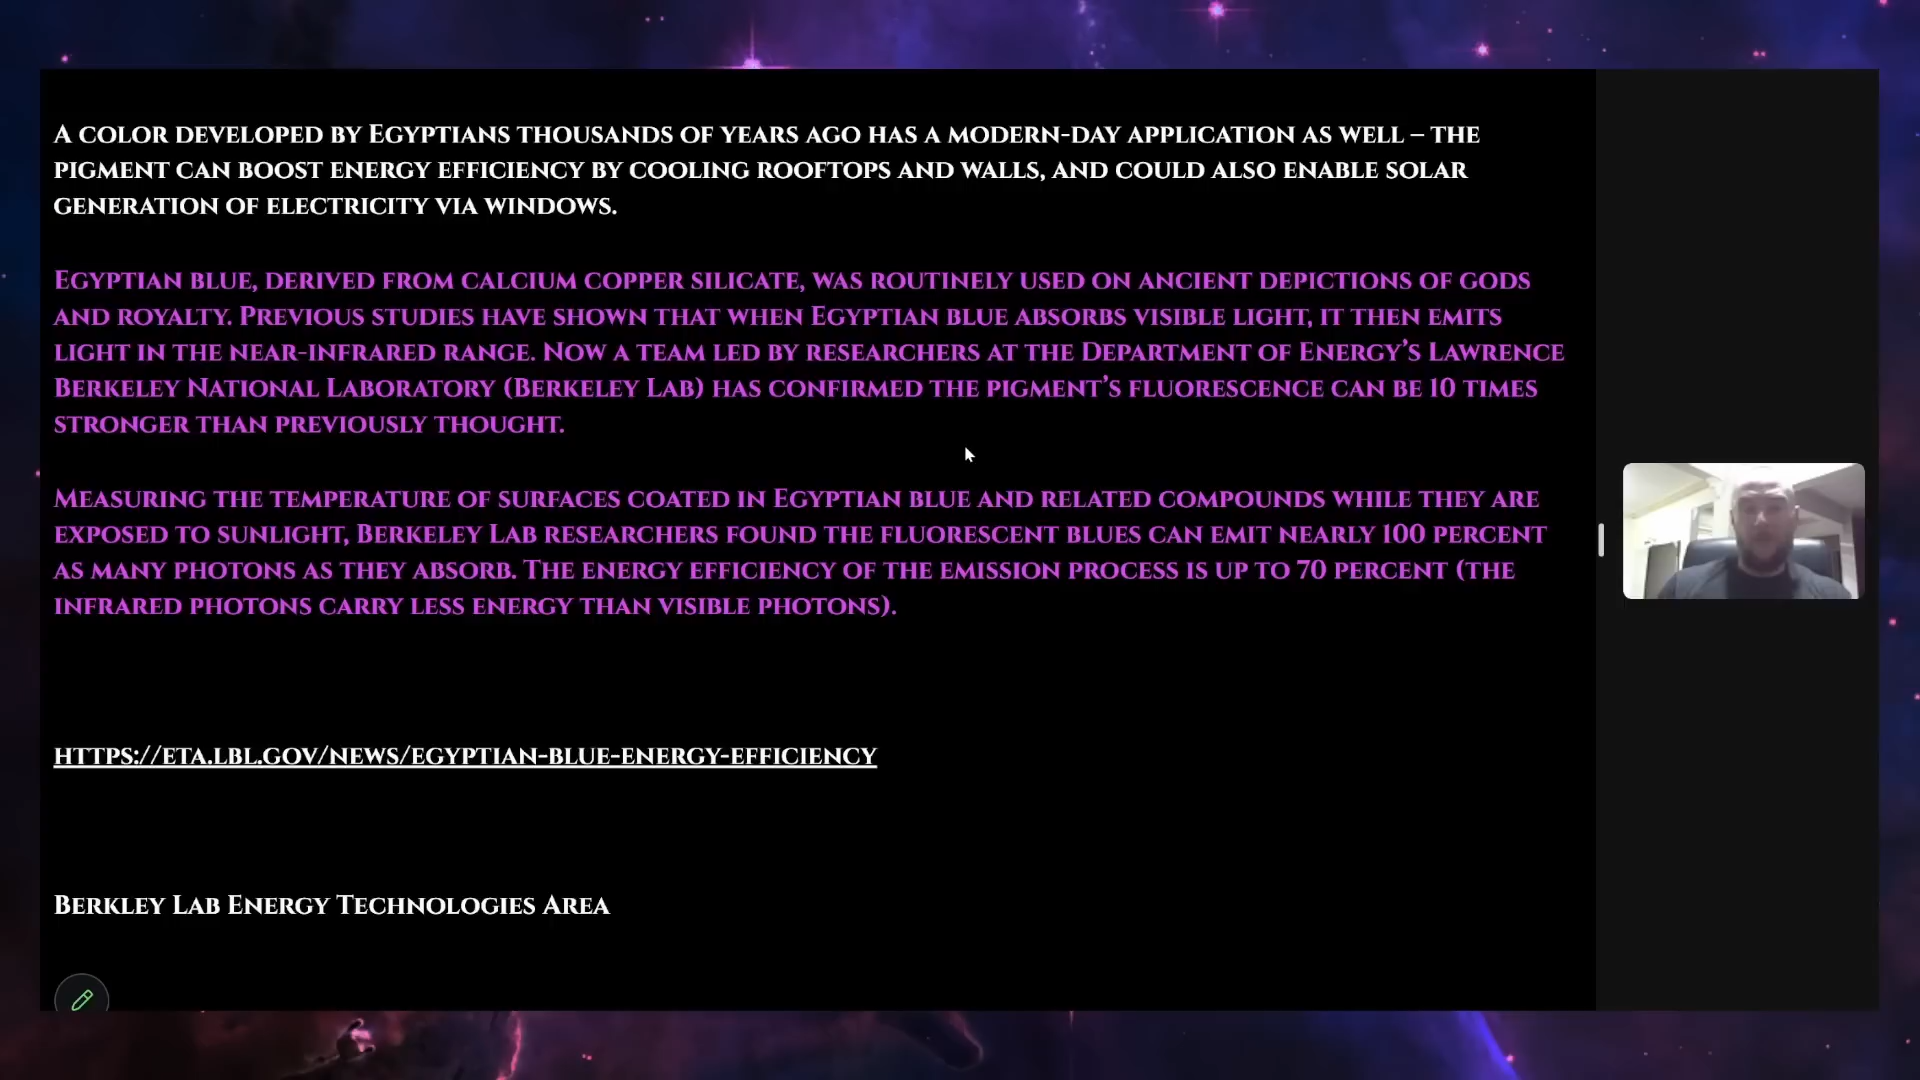 A color developed by Egyptians thousands of years ago has a modern-day application as well – the
pigment can boost energy efficiency by cooling rooftops and walls, and could also enable solar
generation of electricity via windows.
Egyptian blue, derived from calcium copper silicate, was routinely used on ancient depictions of gods
and royalty. Previous studies have shown that when Egyptian blue absorbs visible light, it then emits
light in the near-infrared range. Now a team led by researchers at the Department of Energy’s Lawrence
Berkeley National Laboratory (Berkeley Lab) has confirmed the pigment’s fluorescence can be 10 times
stronger than previously thought.
Measuring the temperature of surfaces coated in Egyptian blue and related compounds while they are
exposed to sunlight, Berkeley Lab researchers found the fluorescent blues can emit nearly 100 percent
as many photons as they absorb. The energy efficiency of the emission process is up to 70 percent (the
infrared photons carry less energy than visible photons).
https://eta.lbl.gov/news/egyptian-blue-energy-efficiency
Berkley Lab Energy Technologies Area